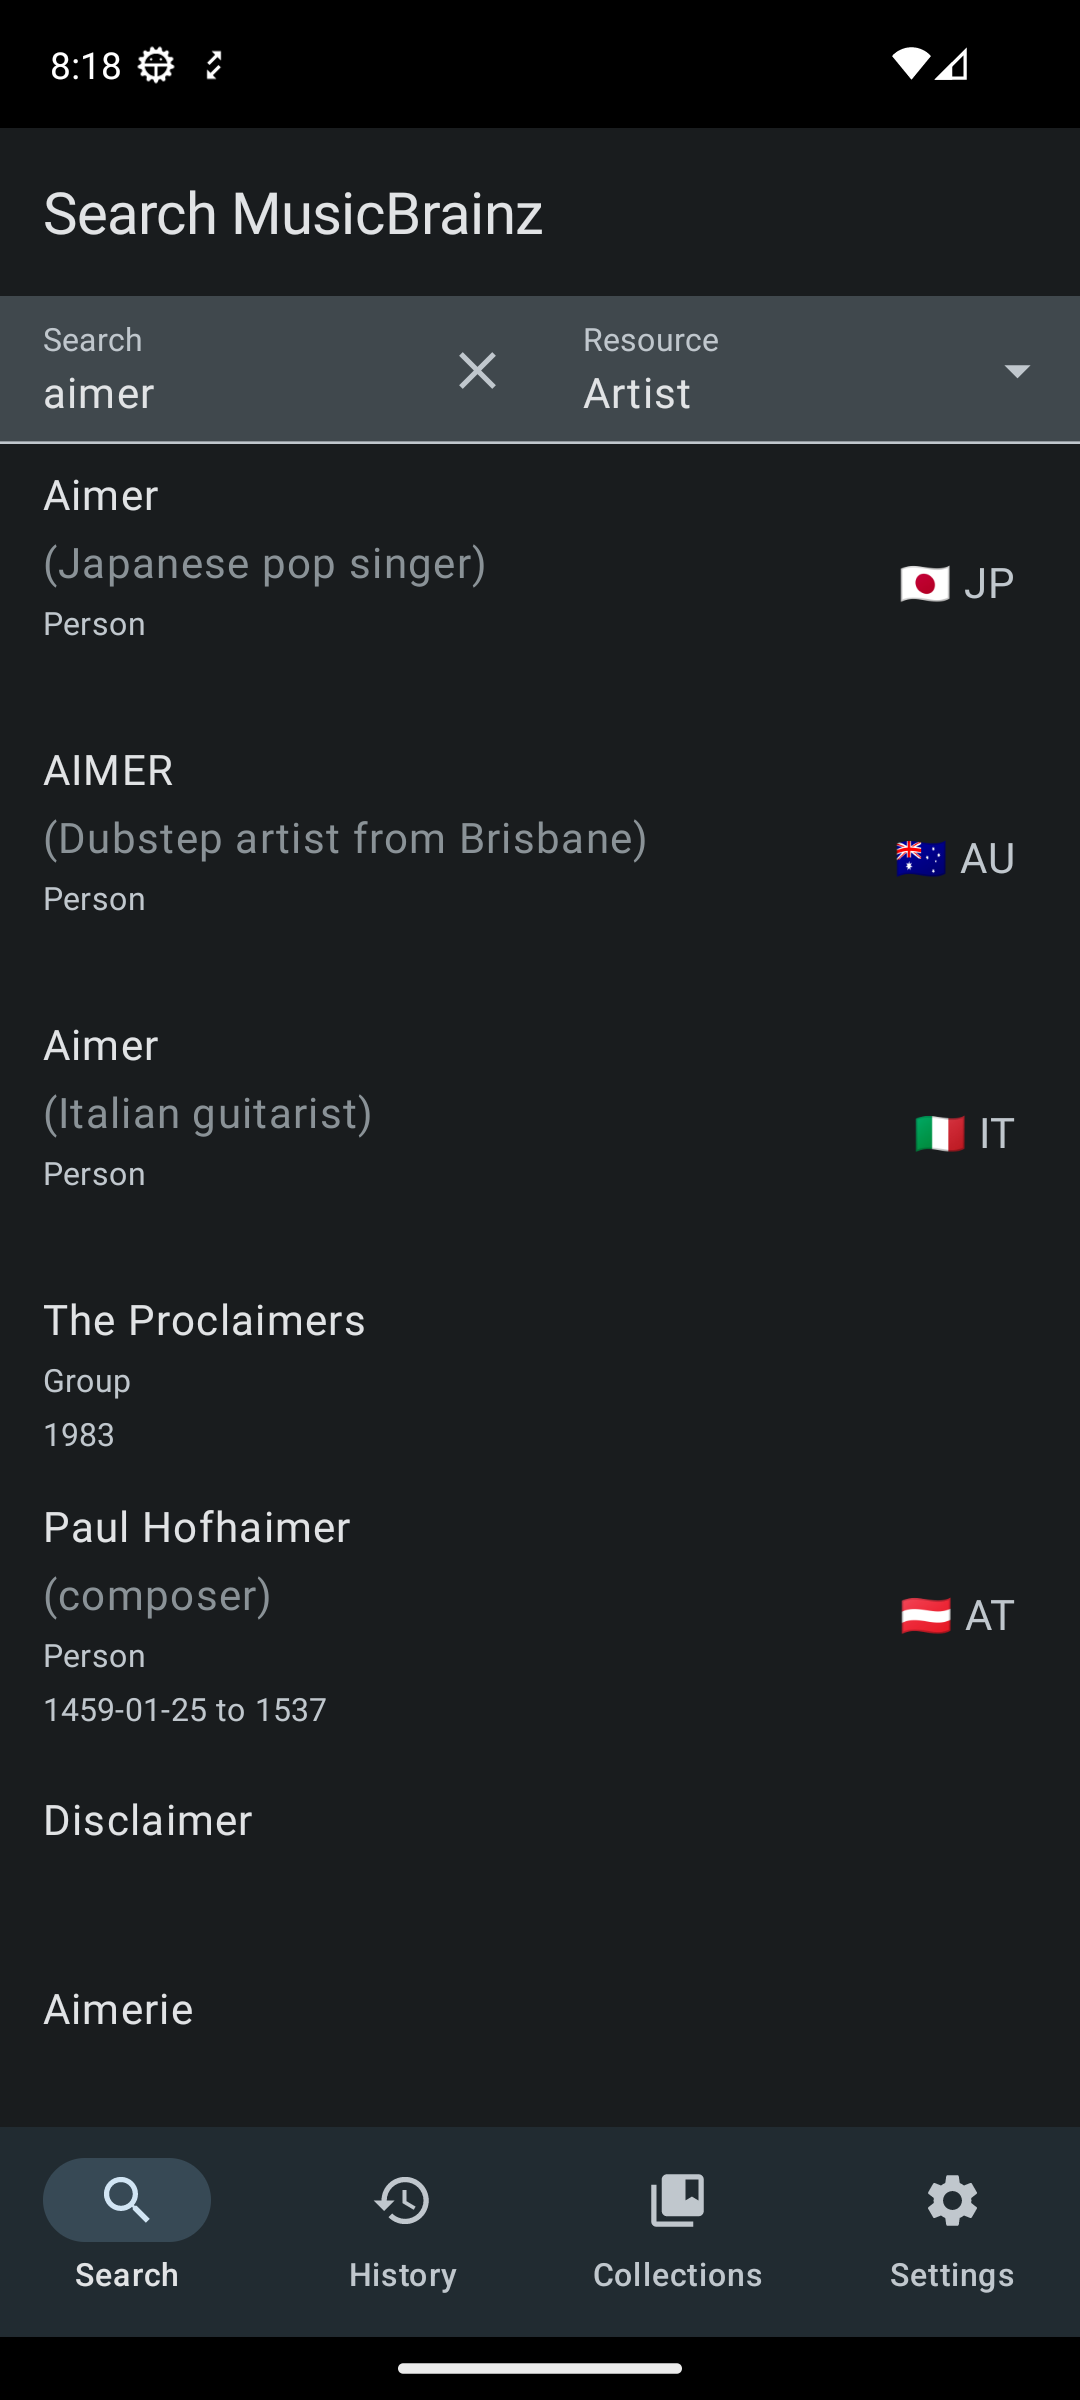 8:18
Search MusicBrainz
Search
aimer
Resource
Artist
Aimer
(Japanese pop singer)
Person
🇯🇵 JP
AIMER
(Dubstep artist from Brisbane)
Person
🇦🇺 AU
Aimer
(Italian guitarist)
Person
🇮🇹 IT
The Proclaimers
Group
1983
Paul Hofhaimer
(composer)
Person
1459-01-25 to 1537
🇦🇹 AT
Disclaimer
Aimerie
Search
History
Collections
Settings